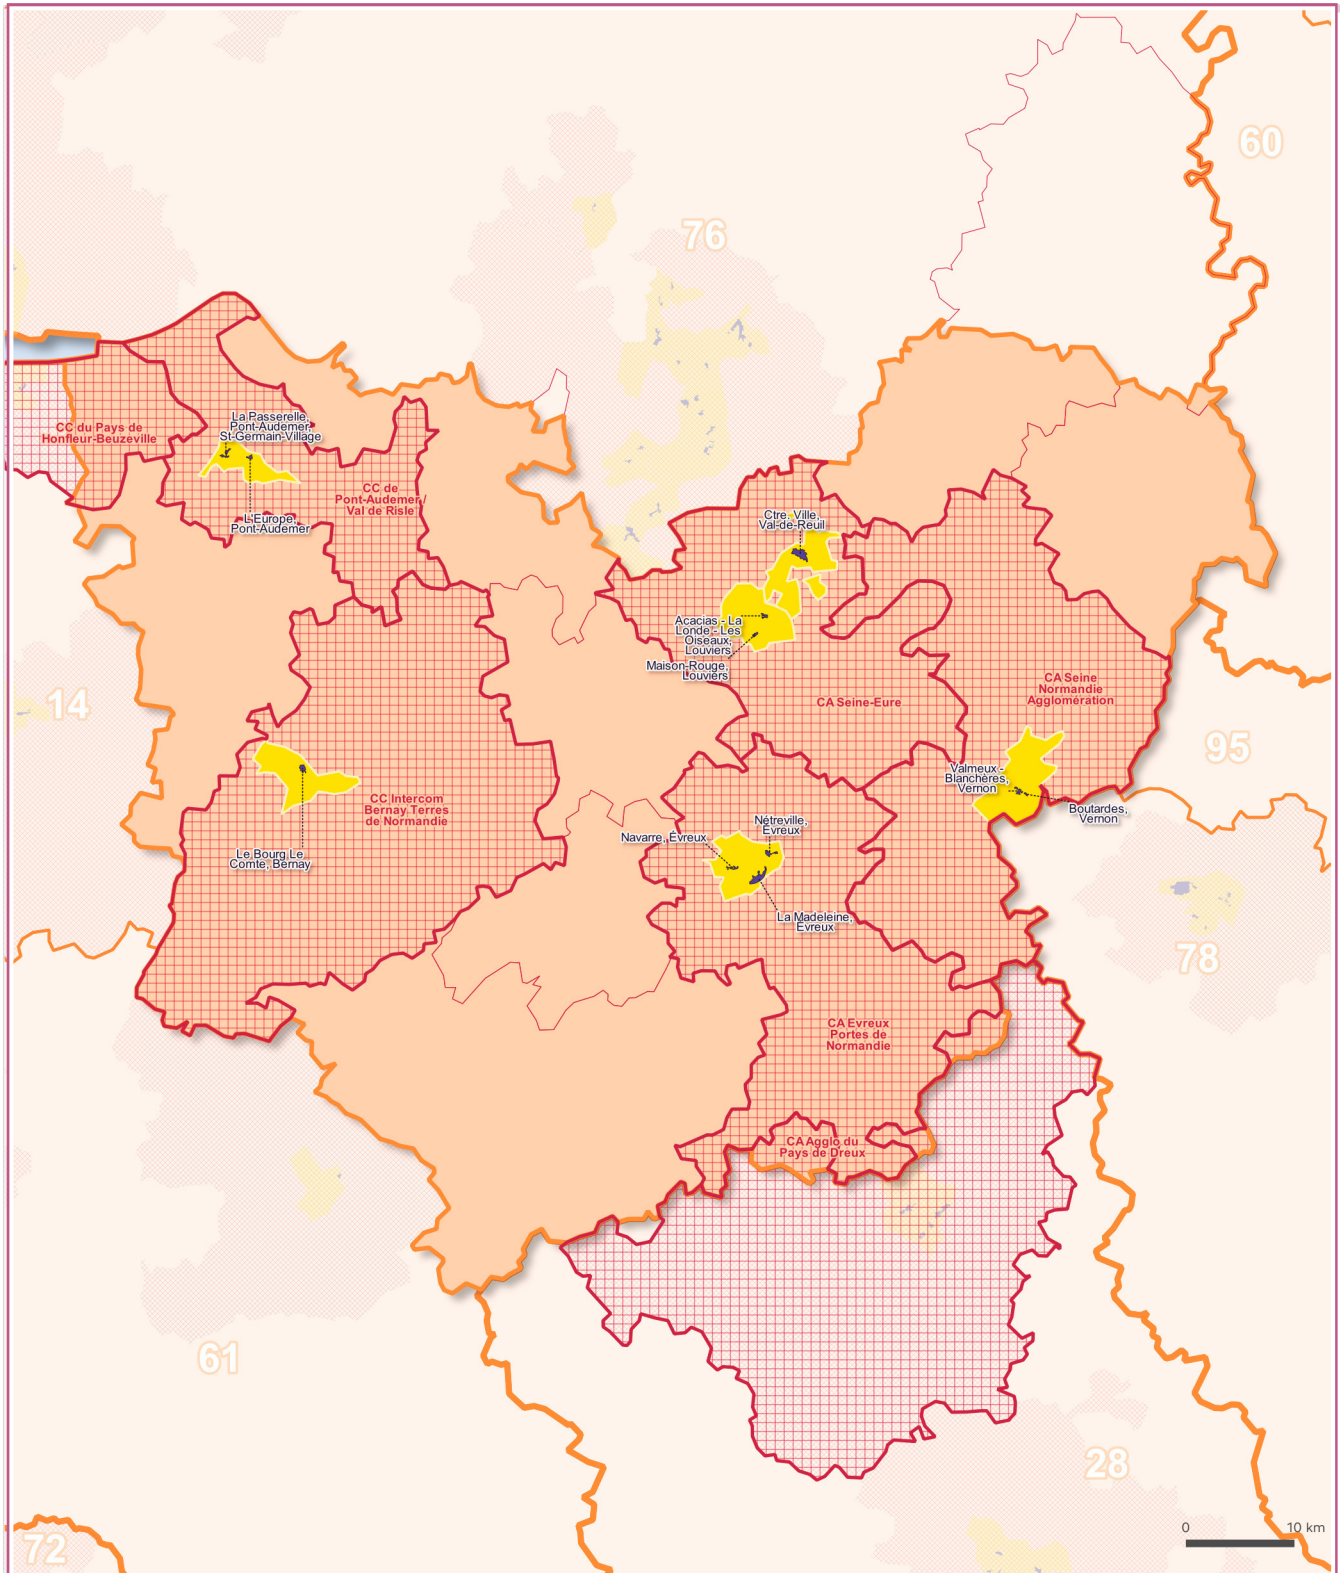 60
76
La Passerelle,
Pont-Audemer,
St-Germain-Village
CC du Pays de
Honfleur-Beuzeville
CC de
Pont-Audemer /
Val de Risle
L'Europe,
Pont-Audemer
Ctre. Ville,
Val-de-Reuil
Acacias - La
Londe - Les
Oiseaux,
Louviers
Maison-Rouge,
Louviers
14
CA Seine-Eure
CA Seine
Normandie
Agglomération
95
Valmeux -
Blanchères,
Vernon
Boutardes,
Vernon
CC Intercom
Bernay Terres
de Normandie
Le Bourg Le
Comte, Bernay
Nétreville,
Évreux
Navarre, Évreux
La Madeleine,
Évreux
78
CA Evreux
Portes de
Normandie
CA Agglo du
Pays de Dreux
61
28
72
0 10 km